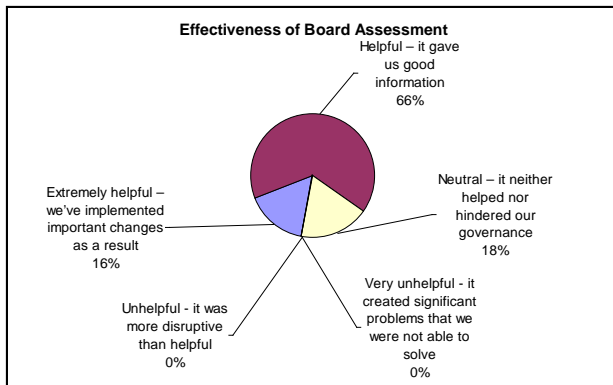 Effectiveness of Board Assessment
Helpful – it gave
us good
information
66%
Neutral – it neither
helped nor
hindered our
governance
18%
Very unhelpful - it
created significant
problems that we
were not able to
solve
0%
Unhelpful - it was
more disruptive
than helpful
0%
Extremely helpful –
we've implemented
important changes
as a result
16%